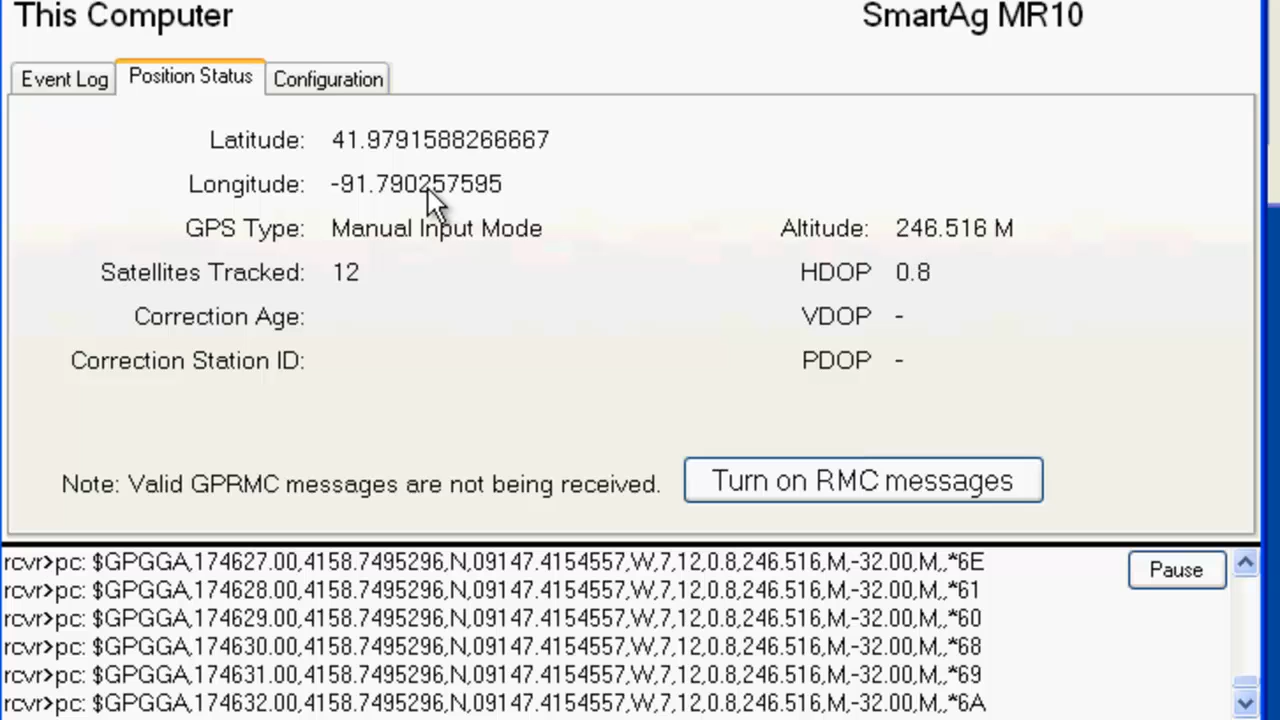 This Computer SmartAg MR10
Event Log Position Status Configuration
Latitude: 41.9791588266667
Longitude: -91.790257595
GPS Type: Manual Input Mode Altitude: 246.516 M
Satellites Tracked: 12 HDOP 0.8
Correction Age: VDOP -
Correction Station ID: PDOP -
Note: Valid GPRMC messages are not being received. Turn on RMC messages
rcvr>pc: $GPGGA,174627.00,4158.7495296,N,09147.4154557,W,7,12,0.8,246.516,M,-32.00,M,,*6E Pause
rcvr>pc: $GPGGA,174628.00,4158.7495296,N,09147.4154557,W,7,12,0.8,246.516,M,-32.00,M,,*61
rcvr>pc: $GPGGA,174629.00,4158.7495296,N,09147.4154557,W,7,12,0.8,246.516,M,-32.00,M,,*60
rcvr>pc: $GPGGA,174630.00,4158.7495296,N,09147.4154557,W,7,12,0.8,246.516,M,-32.00,M,,*68
rcvr>pc: $GPGGA,174631.00,4158.7495296,N,09147.4154557,W,7,12,0.8,246.516,M,-32.00,M,,*69
rcvr>pc: $GPGGA,174632.00,4158.7495296,N,09147.4154557,W,7,12,0.8,246.516,M,-32.00,M,,*6A